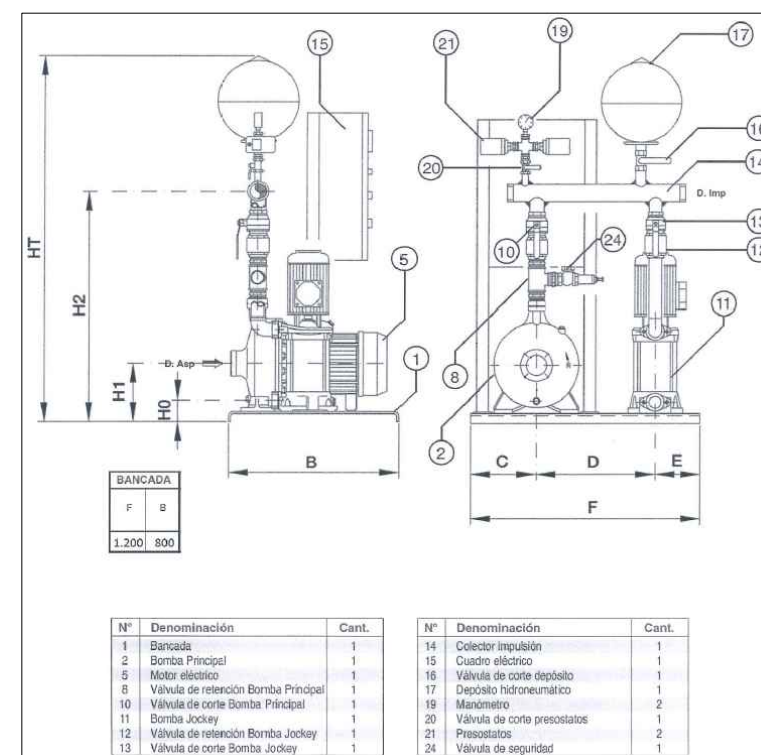 15
21
19
17
16
20
14
D. Imp
13
10
24
12
5
HT
H2
11
D. Asp
1
H1
8
H0
2
B
C D E
F
BANCADA
F B
1.200 800
Nº Denominación Cant.
1 Bancada 1
2 Bomba Principal 1
5 Motor eléctrico 1
8 Válvula de retención Bomba Principal 1
10 Válvula de corte Bomba Principal 1
11 Bomba Jockey 1
12 Válvula de retención Bomba Jockey 1
13 Válvula de corte Bomba Jockey 1
Nº Denominación Cant.
14 Colector Impulsión 1
15 Cuadro eléctrico 1
16 Válvula de corte depósito 1
17 Depósito hidroneumático 1
19 Manómetro 2
20 Válvula de corte presostatos 1
21 Presostatos 2
24 Válvula de seguridad 1